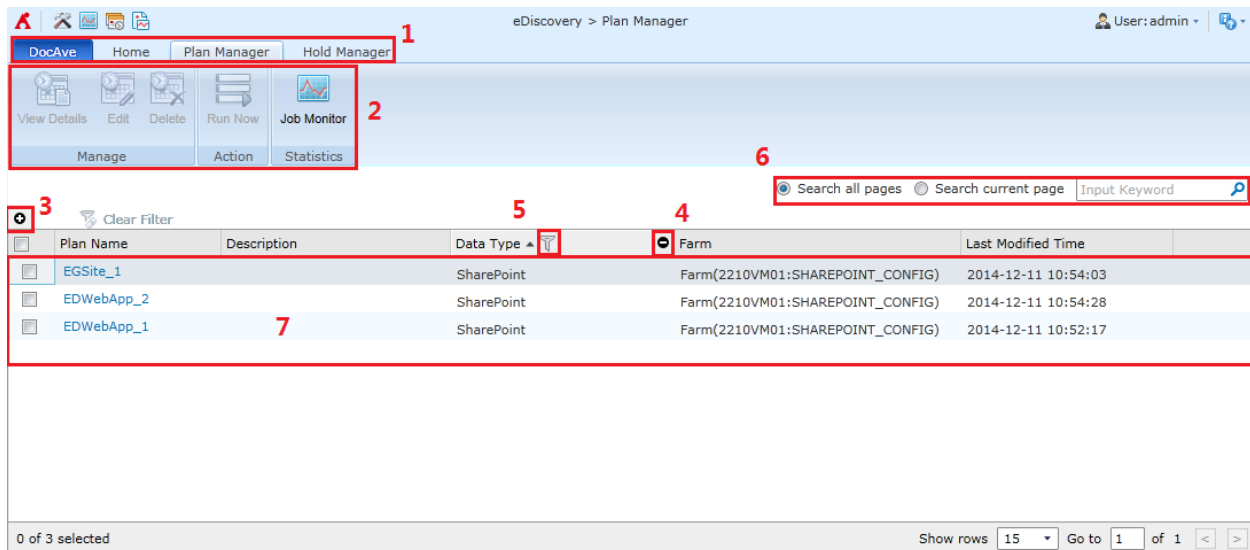 eDiscovery > Plan Manager
User: admin
1
DocAve Home Plan Manager Hold Manager
View Details Edit Delete Run Now Job Monitor
2
Manage Action Statistics
6
Search all pages Search current page Input Keyword
3
Clear Filter
5
4
Plan Name Description Data Type Farm Last Modified Time
EGSite_1 SharePoint Farm(2210VM01:SHAREPOINT_CONFIG) 2014-12-11 10:54:03
EDWebApp_2 SharePoint Farm(2210VM01:SHAREPOINT_CONFIG) 2014-12-11 10:54:28
EDWebApp_1 SharePoint Farm(2210VM01:SHAREPOINT_CONFIG) 2014-12-11 10:52:17
7
0 of 3 selected Show rows 15 Go to 1 of 1 < >